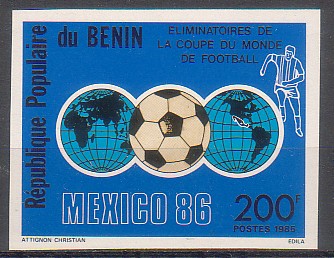 République Populaire
du BENIN
ELIMINATOIRES DE
LA COUPE DU MONDE
DE FOOTBALL
MEXICO 86
200F
POSTES 1985
ATTIGNON CHRISTIAN
EDILA